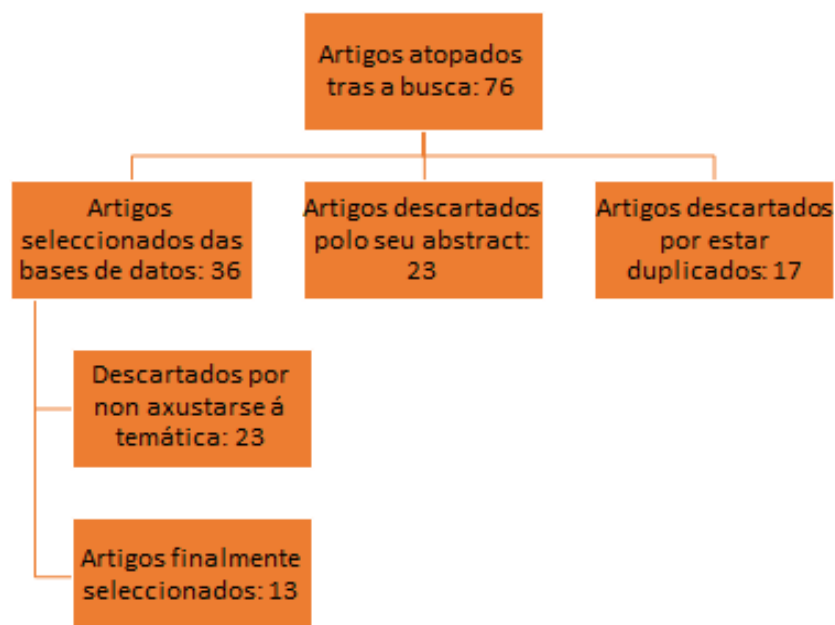 Artigos atopados
tras a busca: 76
Artigos
seleccionados das
bases de datos: 36
Artigos descartados
polo seu abstract:
23
Artigos descartados
por estar
duplicados: 17
Descartados por
non axustarse á
temática: 23
Artigos finalmente
seleccionados: 13